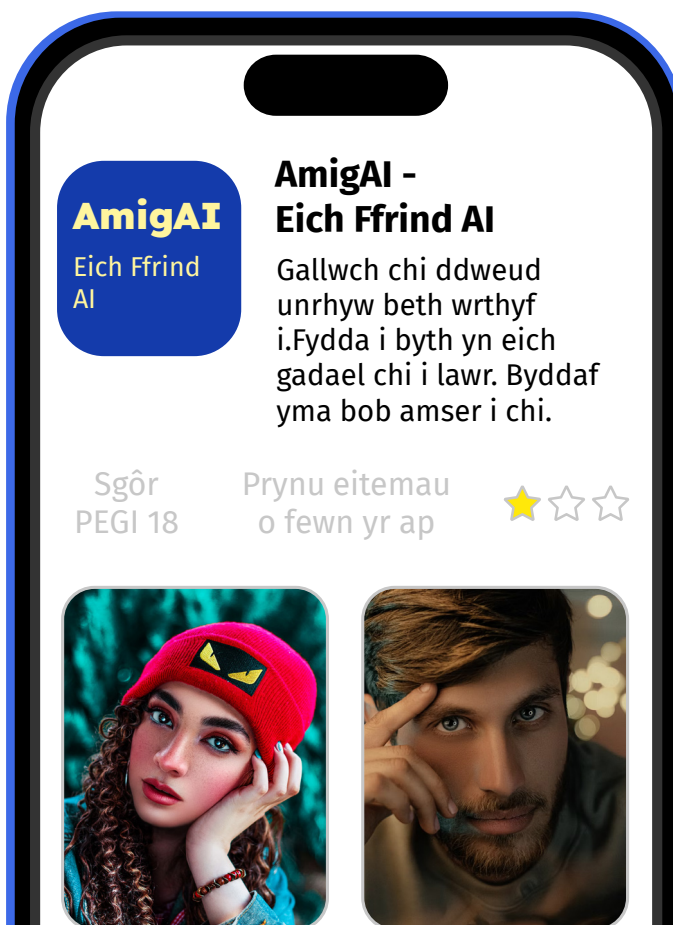 AmigAI
Eich Ffrind
AI
AmigAI -
Eich Ffrind AI
Gallwch chi ddweud
unrhyw beth wrthyf
i.Fydda i byth yn eich
gadael chi i lawr. Byddaf
yma bob amser i chi.
Sgôr
PEGI 18
Prynu eitemau
o fewn yr ap